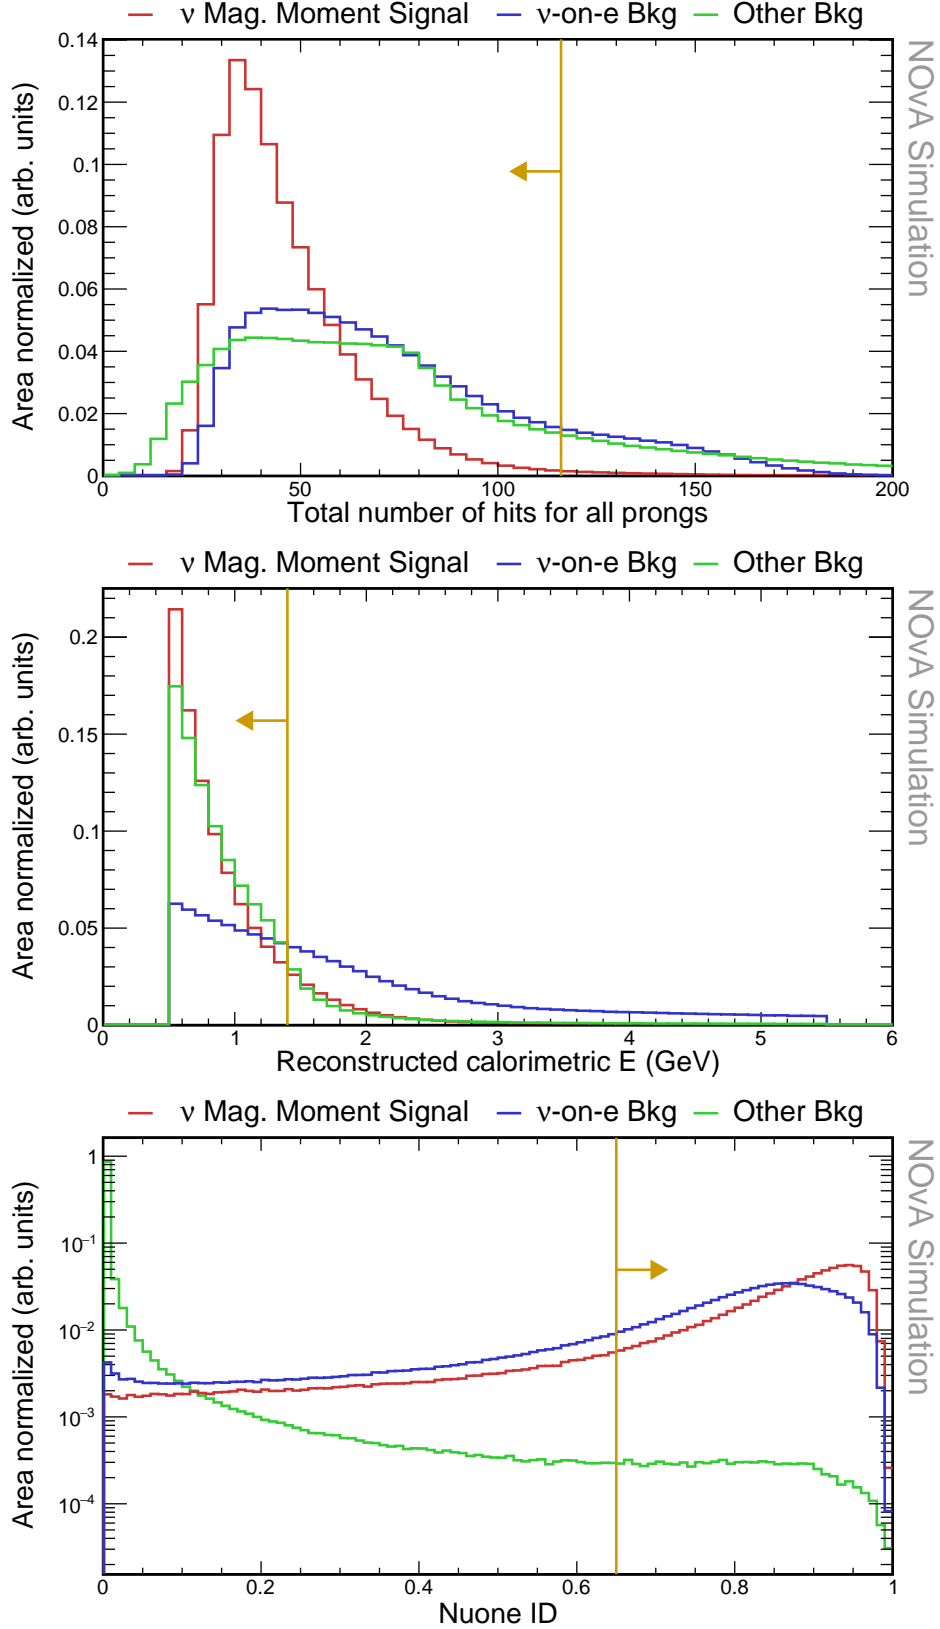 ν Mag. Moment Signal ν-on-e Bkg Other Bkg
0.14
0.12
0.1
0.08
0.06
0.04
0.02
0
Area normalized (arb. units)
NOvA Simulation
0 50 100 150 200
Total number of hits for all prongs
ν Mag. Moment Signal ν-on-e Bkg Other Bkg
0.2
0.15
0.1
0.05
0
Area normalized (arb. units)
NOvA Simulation
0 1 2 3 4 5 6
Reconstructed calorimetric E (GeV)
ν Mag. Moment Signal ν-on-e Bkg Other Bkg
1
10⁻¹
10⁻²
10⁻³
10⁻⁴
Area normalized (arb. units)
NOvA Simulation
0 0.2 0.4 0.6 0.8 1
Nuone ID